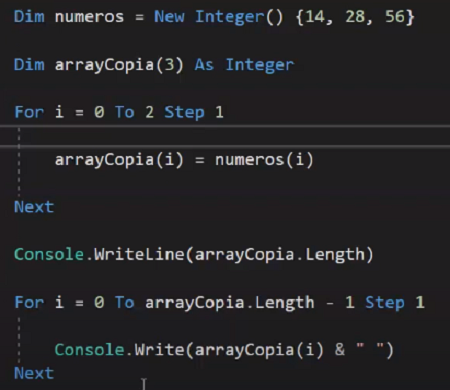 Dim numeros = New Integer() {14, 28, 56}
Dim arrayCopia(3) As Integer
For i = 0 To 2 Step 1
arrayCopia(i) = numeros(i)
Next
Console.WriteLine(arrayCopia.Length)
For i = 0 To arrayCopia.Length - 1 Step 1
Console.Write(arrayCopia(i) & " ")
Next